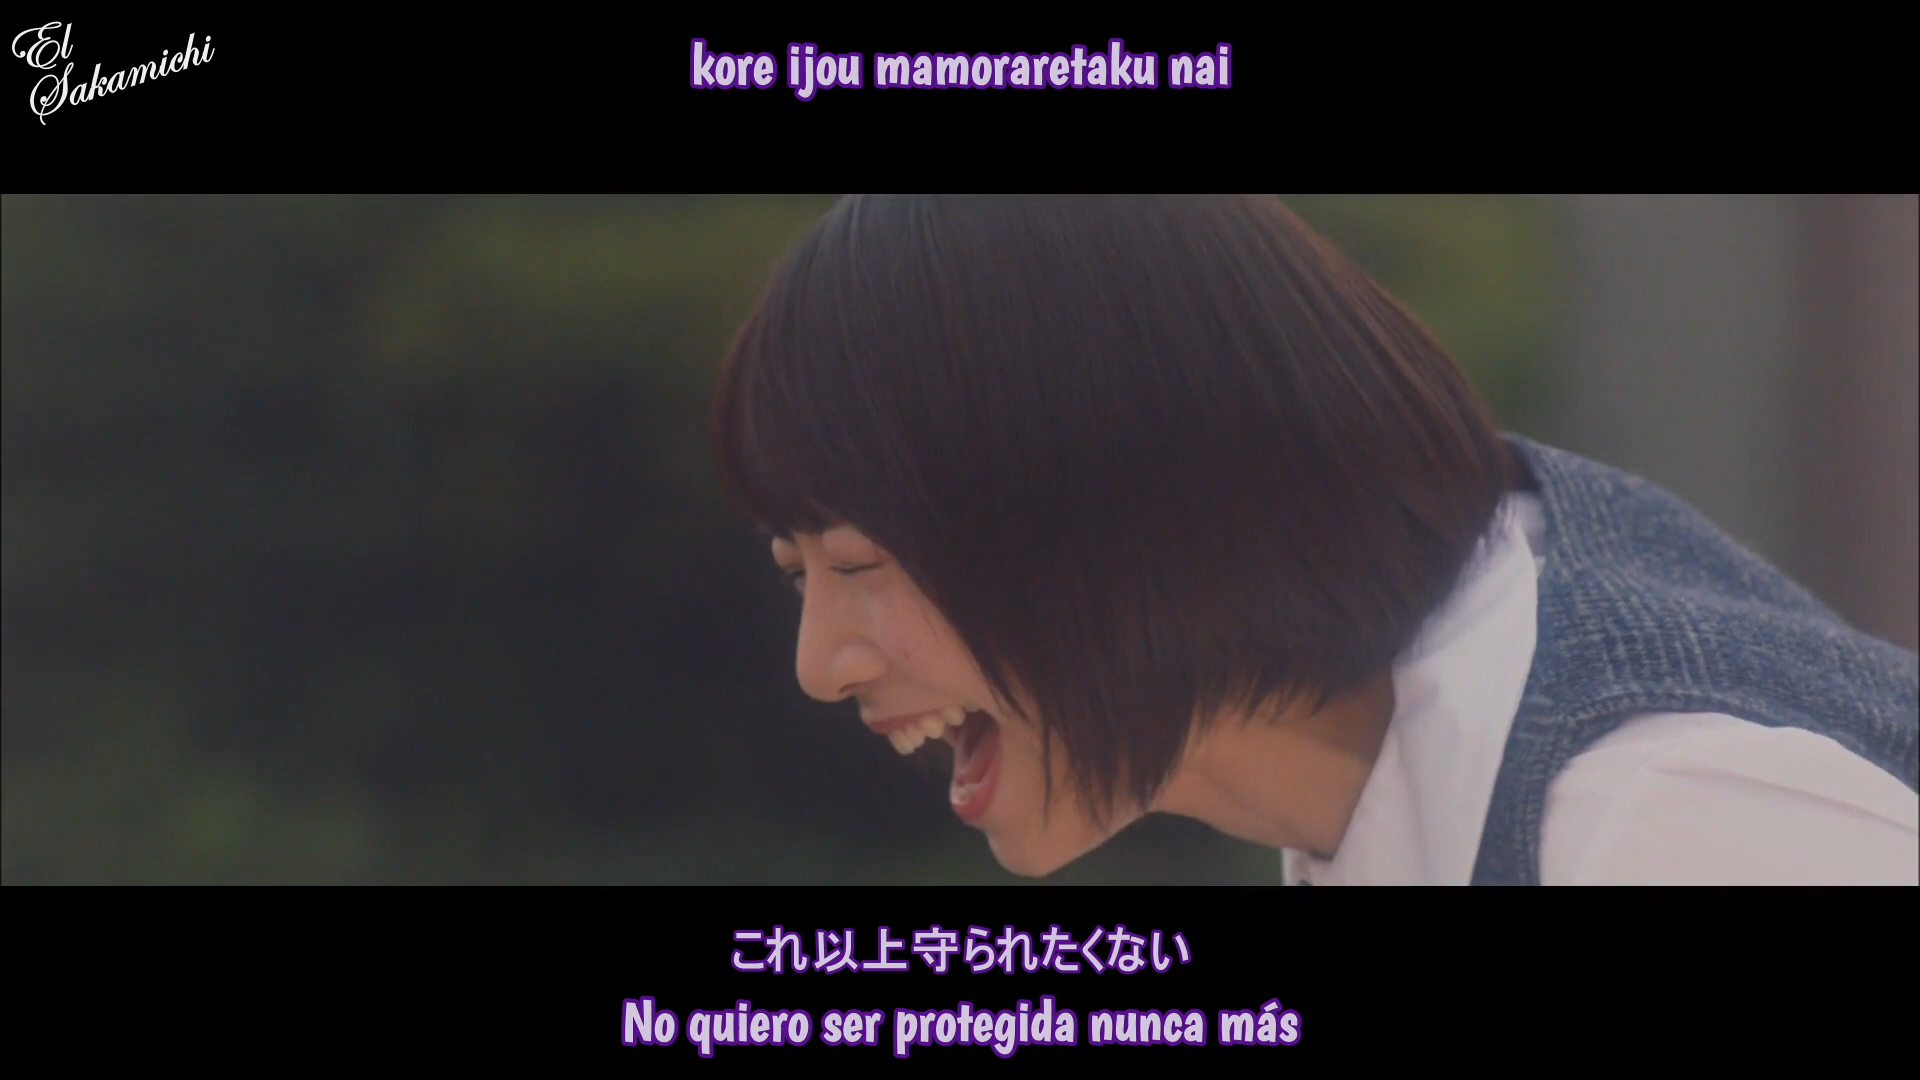 El
Sakamichi
kore ijou mamoraretaku nai
これ以上守られたくない
No quiero ser protegida nunca más